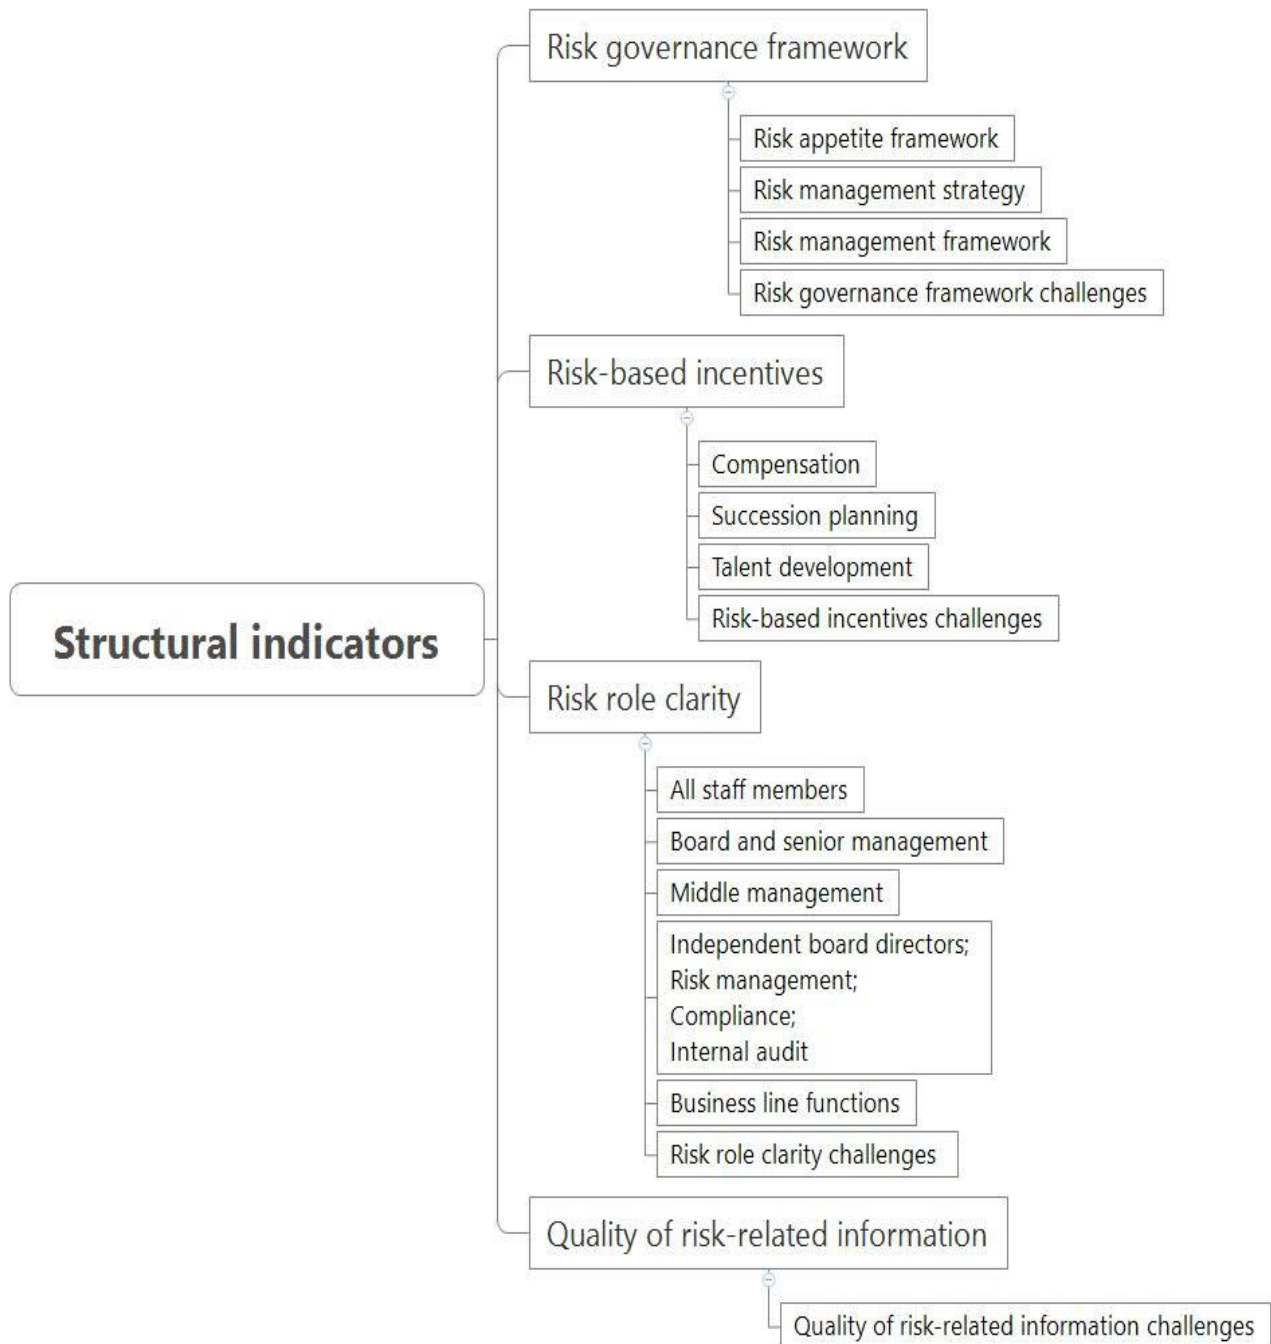 Risk governance framework
Risk appetite framework
Risk management strategy
Risk management framework
Risk governance framework challenges
Risk-based incentives
Compensation
Succession planning
Talent development
Risk-based incentives challenges
Structural indicators
Risk role clarity
All staff members
Board and senior management
Middle management
Independent board directors;
Risk management;
Compliance;
Internal audit
Business line functions
Risk role clarity challenges
Quality of risk-related information
Quality of risk-related information challenges